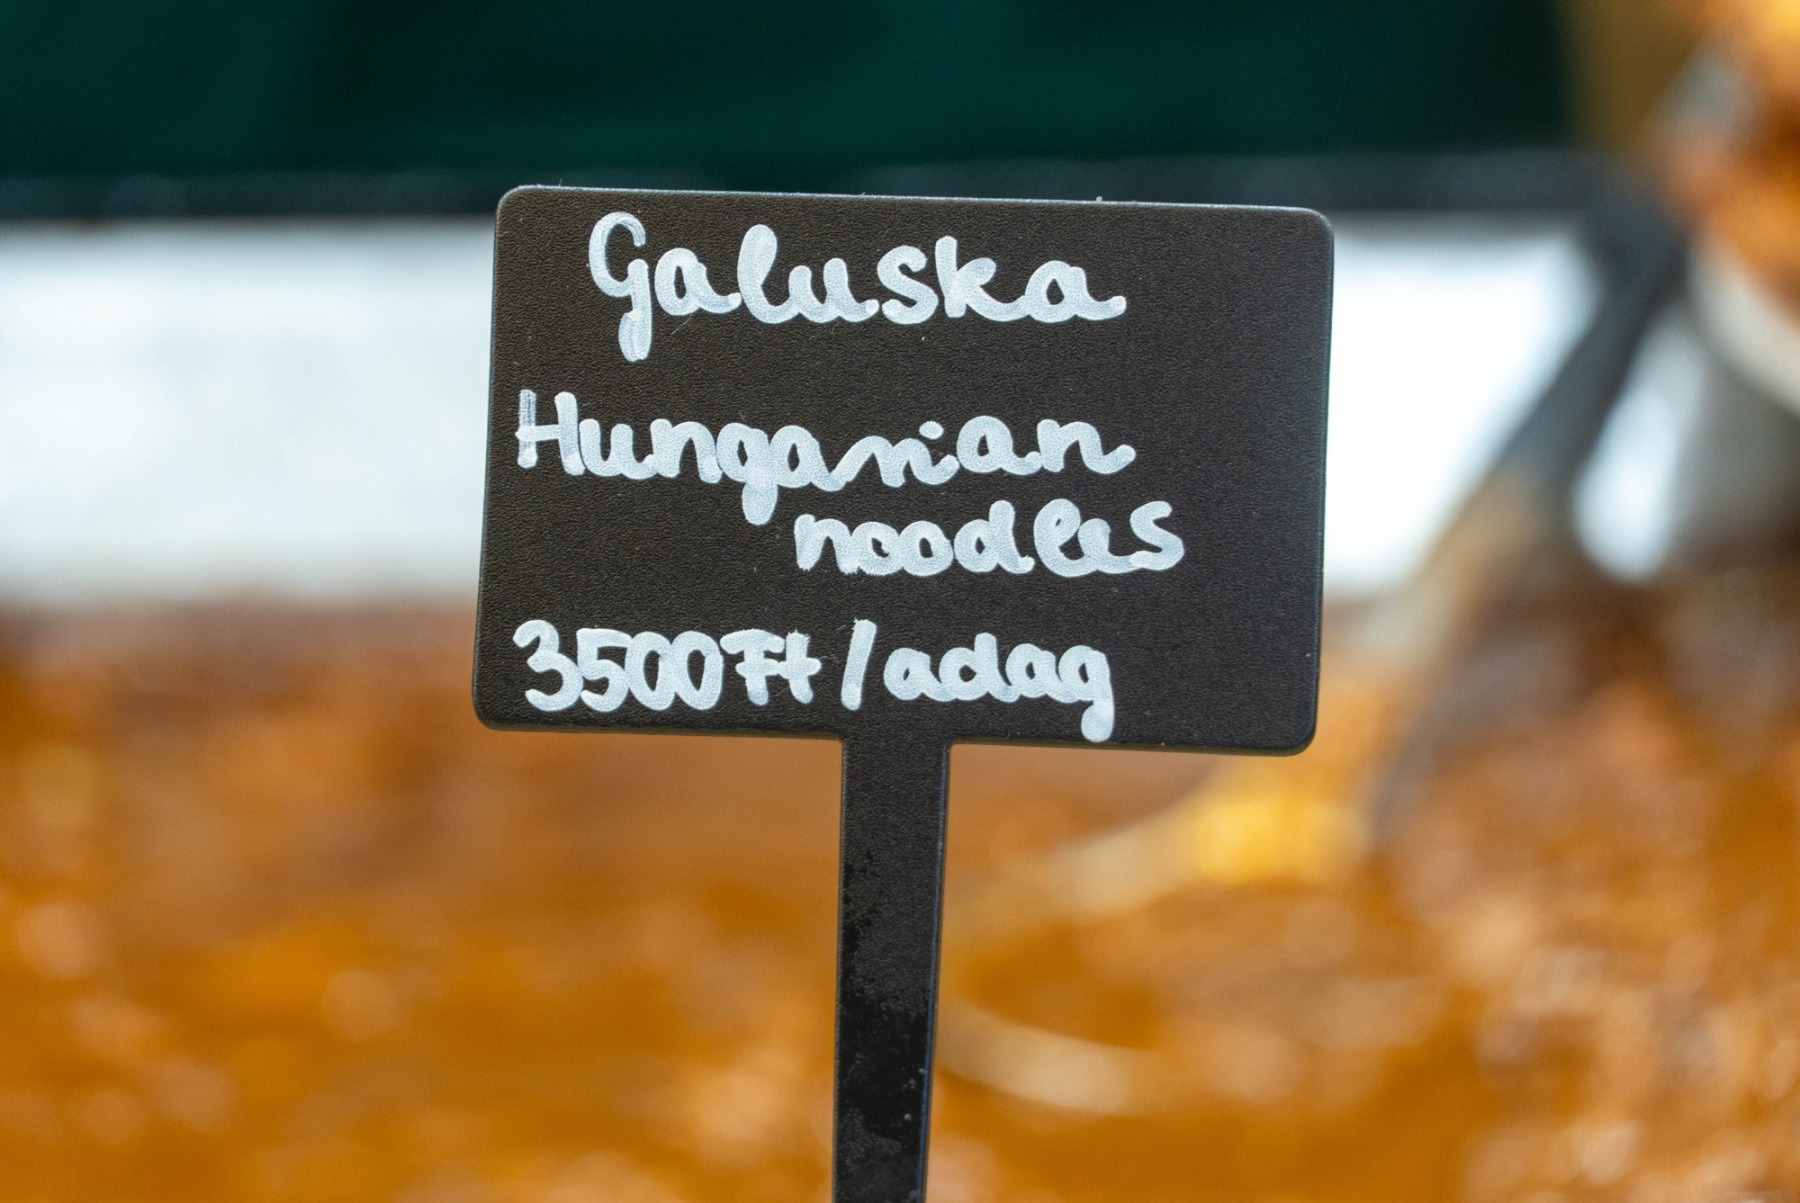 Galuska
Hungarian
noodles
3500Ft/adag